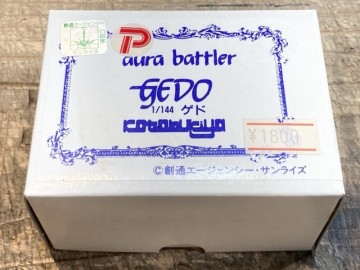 P
aura battler
GEDO
1/144 ゲド
KOTOBUKIYA
¥1800
©創通エージェンシー・サンライズ